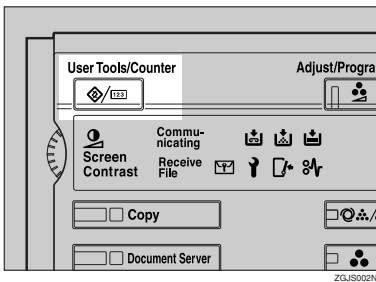 User Tools/Counter
Adjust/Progra
/123
Commu-
nicating
Screen
Contrast
Receive
File
Copy
Document Server
ZGJS002N